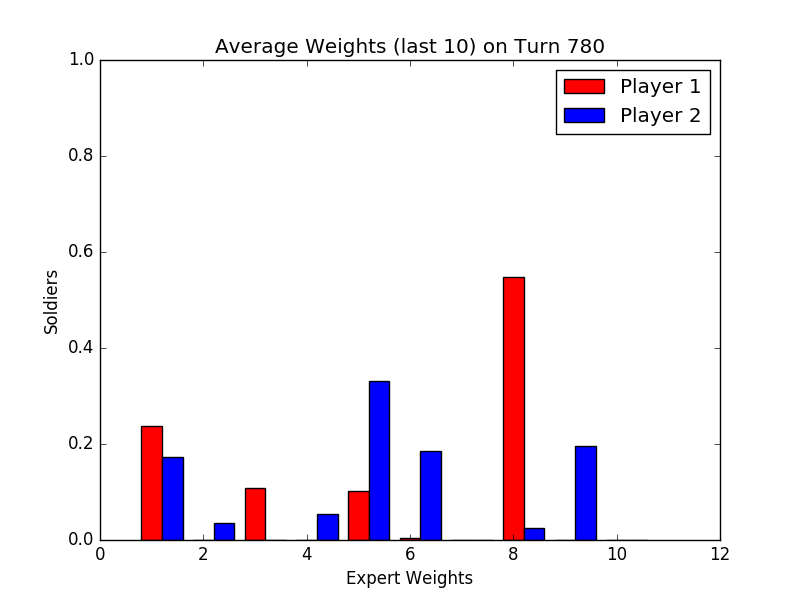 Average Weights (last 10) on Turn 780
1.0
0.8
0.6
0.4
0.2
0.0
Soldiers
Player 1
Player 2
0 2 4 6 8 10 12
Expert Weights